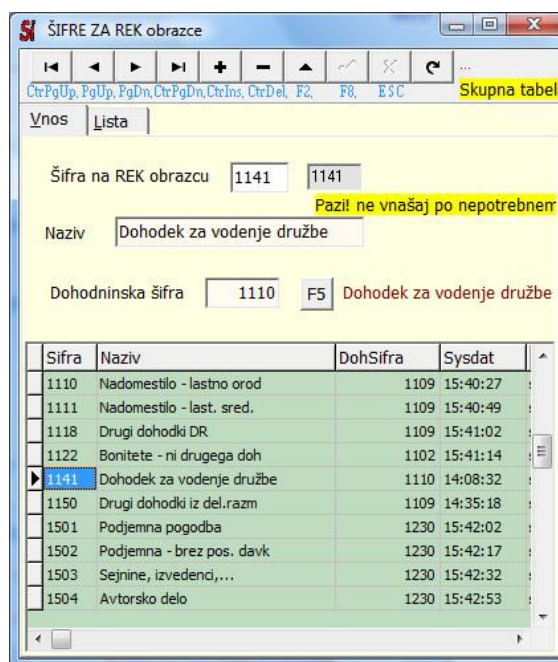 ŠIFRE ZA REK obrazce
...
CtrPgUp, PgUp, PgDn, CtrPgDn, CtrIns, CtrDel, F2, F8, ESC
Skupna tabel
Vnos Lista
Šifra na REK obrazcu 1141 1141
Pazi! ne vnašaj po nepotrebnem
Naziv Dohodek za vodenje družbe
Dohodninska šifra 1110 F5 Dohodek za vodenje družbe
Sifra Naziv DohSifra Sysdat
1110 Nadomestilo - lastno orod 1109 15:40:27
1111 Nadomestilo - last. sred. 1109 15:40:49
1118 Drugi dohodki DR 1109 15:41:02
1122 Bonitete - ni drugega doh 1102 15:41:14
1141 Dohodek za vodenje družbe 1110 14:08:32
1150 Drugi dohodki iz del.razm 1109 14:35:18
1501 Podjemna pogodba 1230 15:42:02
1502 Podjemna - brez pos. davk 1230 15:42:17
1503 Sejnine, izvedenci,... 1230 15:42:32
1504 Avtorsko delo 1230 15:42:53